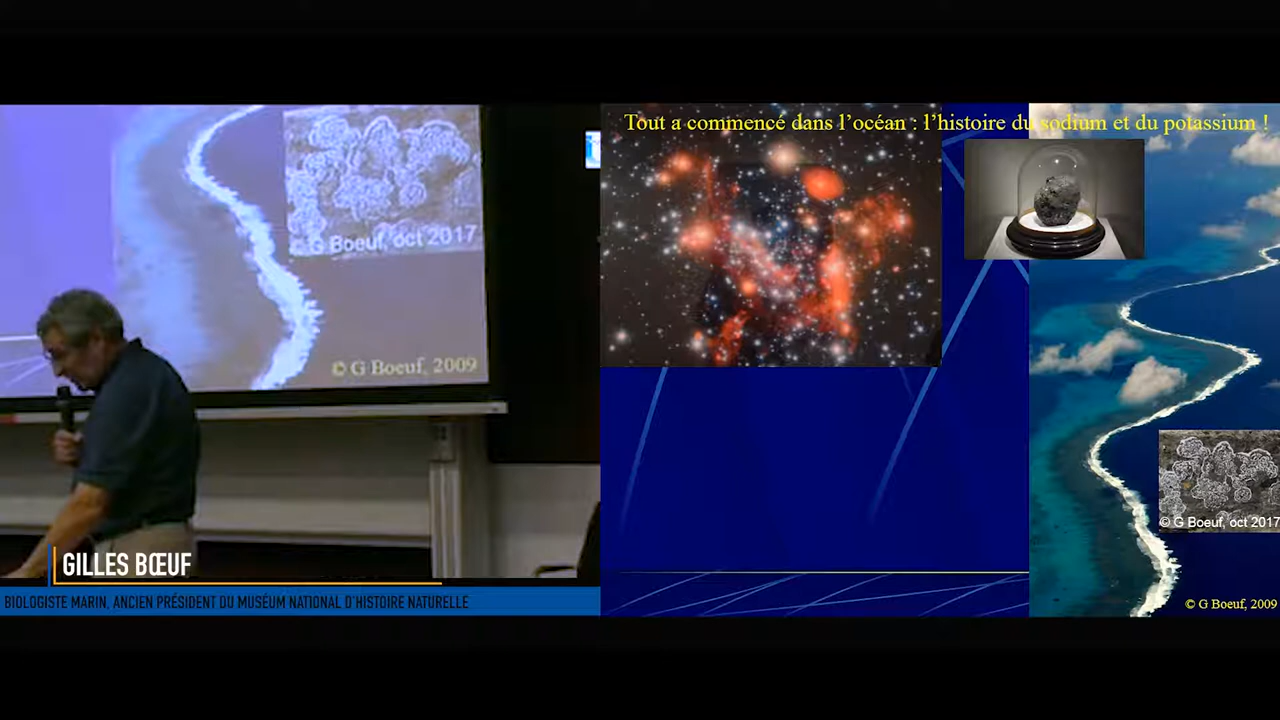 © G Boeuf, oct 2017
© G Boeuf, 2009
GILLES BŒUF
BIOLOGISTE MARIN, ANCIEN PRÉSIDENT DU MUSÉUM NATIONAL D'HISTOIRE NATURELLE
Tout a commencé dans l'océan : l'histoire du sodium et du potassium !
© G Boeuf, oct 2017
© G Boeuf, 2009